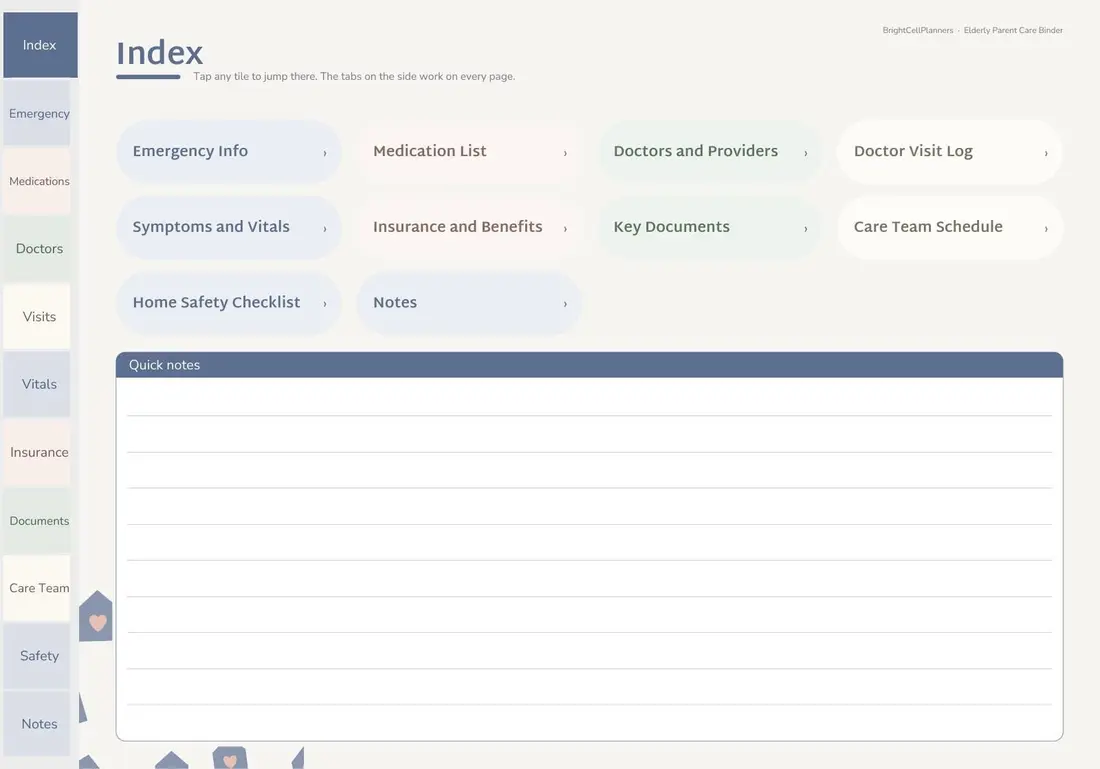 Index
Emergency
Medications
Doctors
Visits
Vitals
Insurance
Documents
Care Team
Safety
Notes
BrightCellPlanners - Elderly Parent Care Binder
Index
Tap any tile to jump there. The tabs on the side work on every page.
Emergency Info ›
Medication List ›
Doctors and Providers ›
Doctor Visit Log ›
Symptoms and Vitals ›
Insurance and Benefits ›
Key Documents ›
Care Team Schedule ›
Home Safety Checklist ›
Notes ›
Quick notes